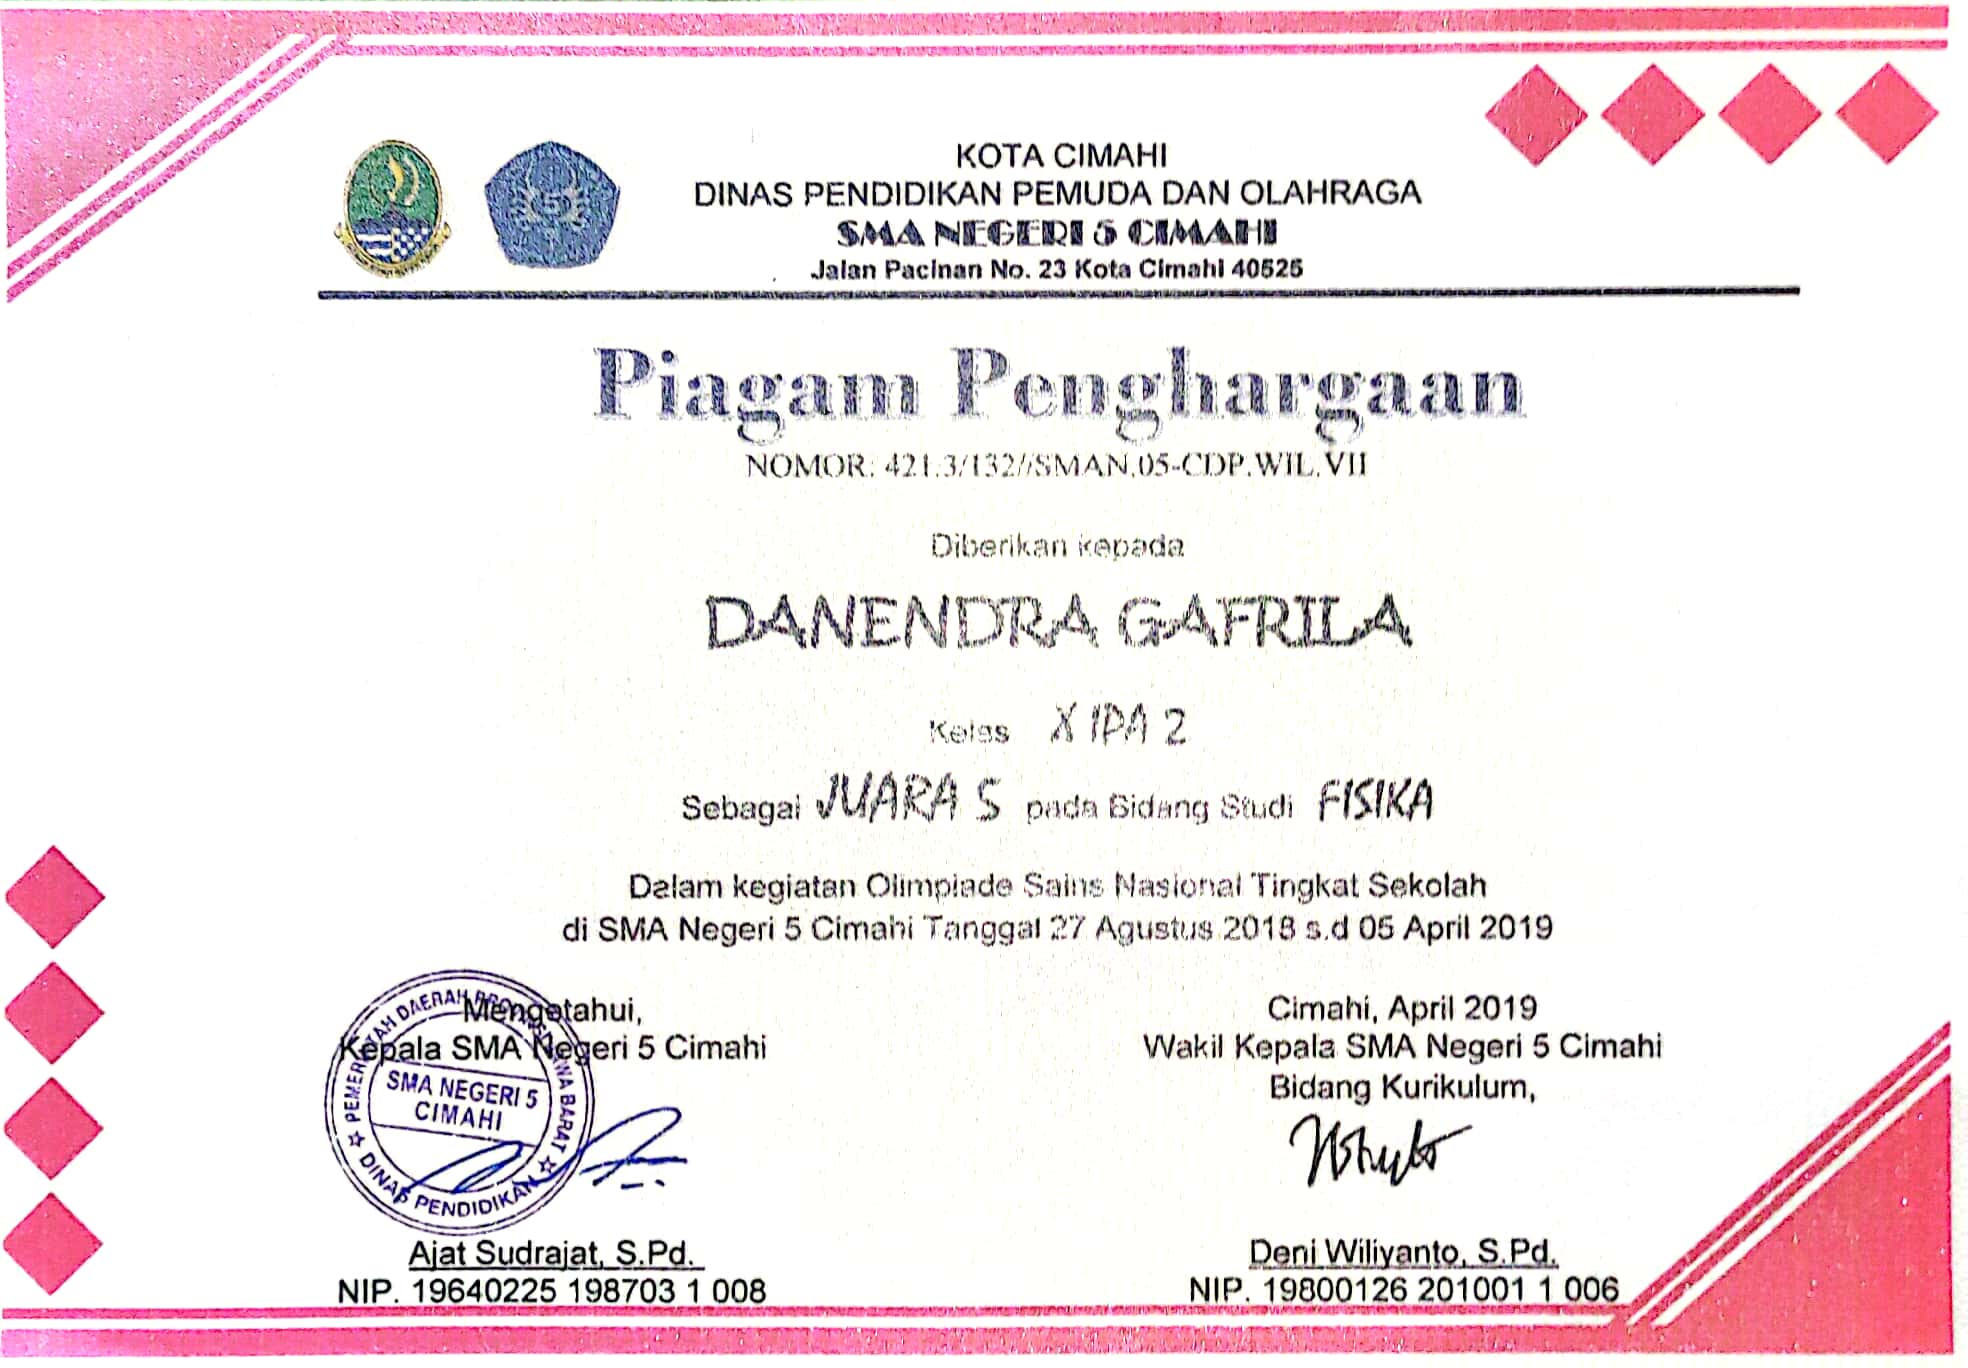 KOTA CIMAHI
DINAS PENDIDIKAN PEMUDA DAN OLAHRAGA
SMA NEGERI 5 CIMAHI
Jalan Pacinan No. 23 Kota Cimahi 40525
Piagam Penghargaan
NOMOR: 421.3/132//SMAN.05-CDP.WIL.VII
Diberikan kepada
DANENDRA GAFRILA
Kelas X IPA 2
Sebagai JUARA 5 pada Bidang Studi FISIKA
Dalam kegiatan Olimpiade Sains Nasional Tingkat Sekolah
di SMA Negeri 5 Cimahi Tanggal 27 Agustus 2018 s.d 05 April 2019
Mengetahui,
Kepala SMA Negeri 5 Cimahi
PEMERINTAH DAERAH PROVINSI JAWA BARAT
SMA NEGERI 5
CIMAHI
DINAS PENDIDIKAN
Ajat Sudrajat, S.Pd.
NIP. 19640225 198703 1 008
Cimahi, April 2019
Wakil Kepala SMA Negeri 5 Cimahi
Bidang Kurikulum,
Deni Wiliyanto, S.Pd.
NIP. 19800126 201001 1 006